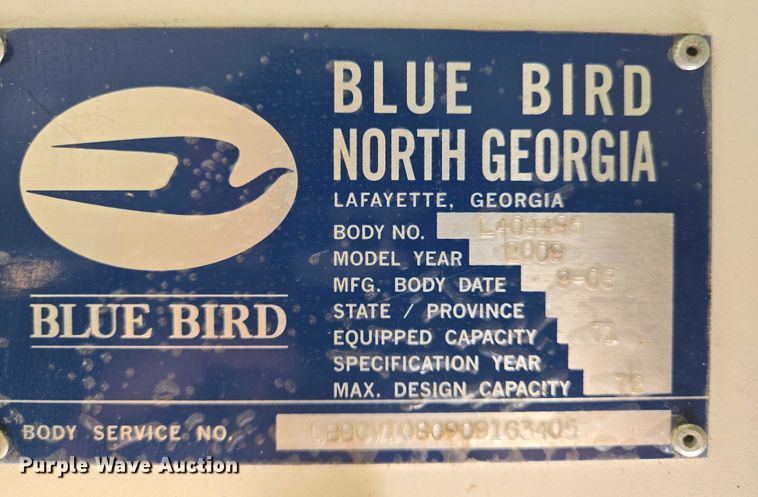 BLUE BIRD
NORTH GEORGIA
LAFAYETTE, GEORGIA
BODY NO.
MODEL YEAR
MFG. BODY DATE
STATE / PROVINCE
EQUIPPED CAPACITY
SPECIFICATION YEAR
MAX. DESIGN CAPACITY
BLUE BIRD
BODY SERVICE NO.
Purple Wave Auction